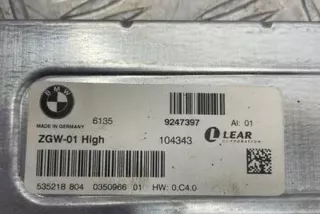 BMW
6135 9247397 AI: 01
MADE IN GERMANY
ZGW-01 High 104343 LEAR
CORPORATION
535218 804 0350966 01 HW: 0.C4.0